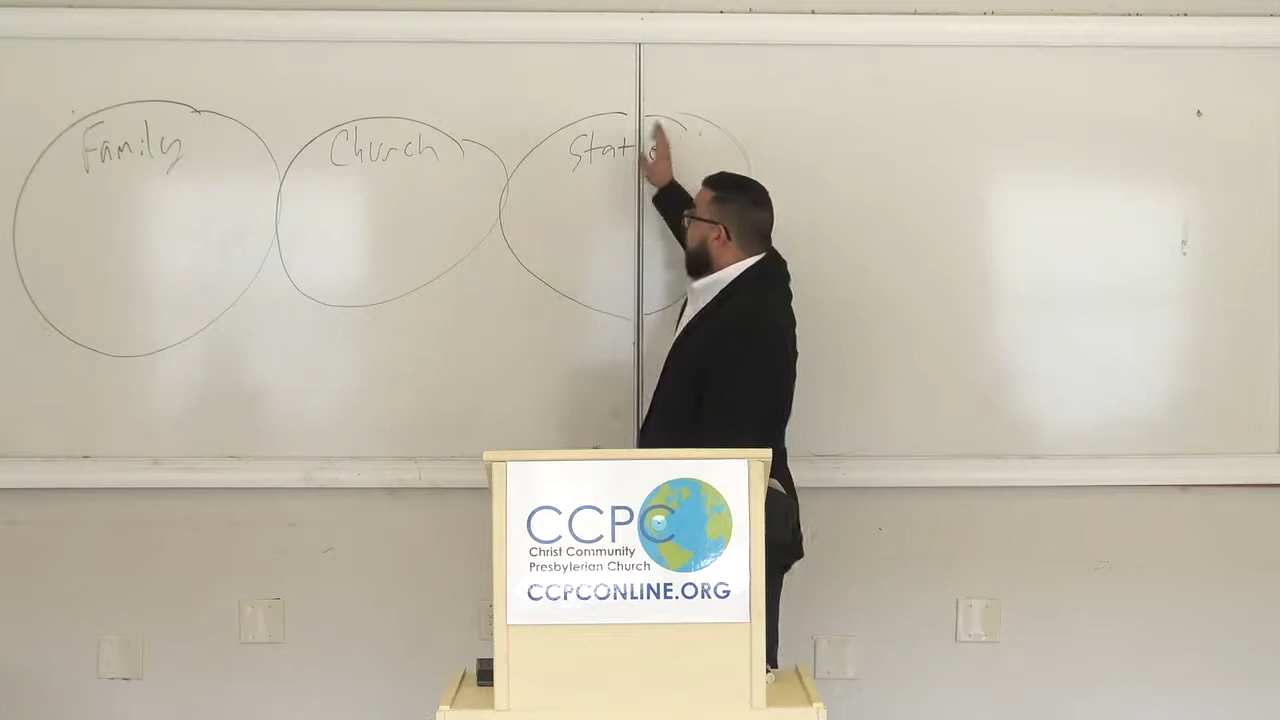 Family
Church
State
CCPC
Christ Community
Presbyterian Church
CCPCONLINE.ORG